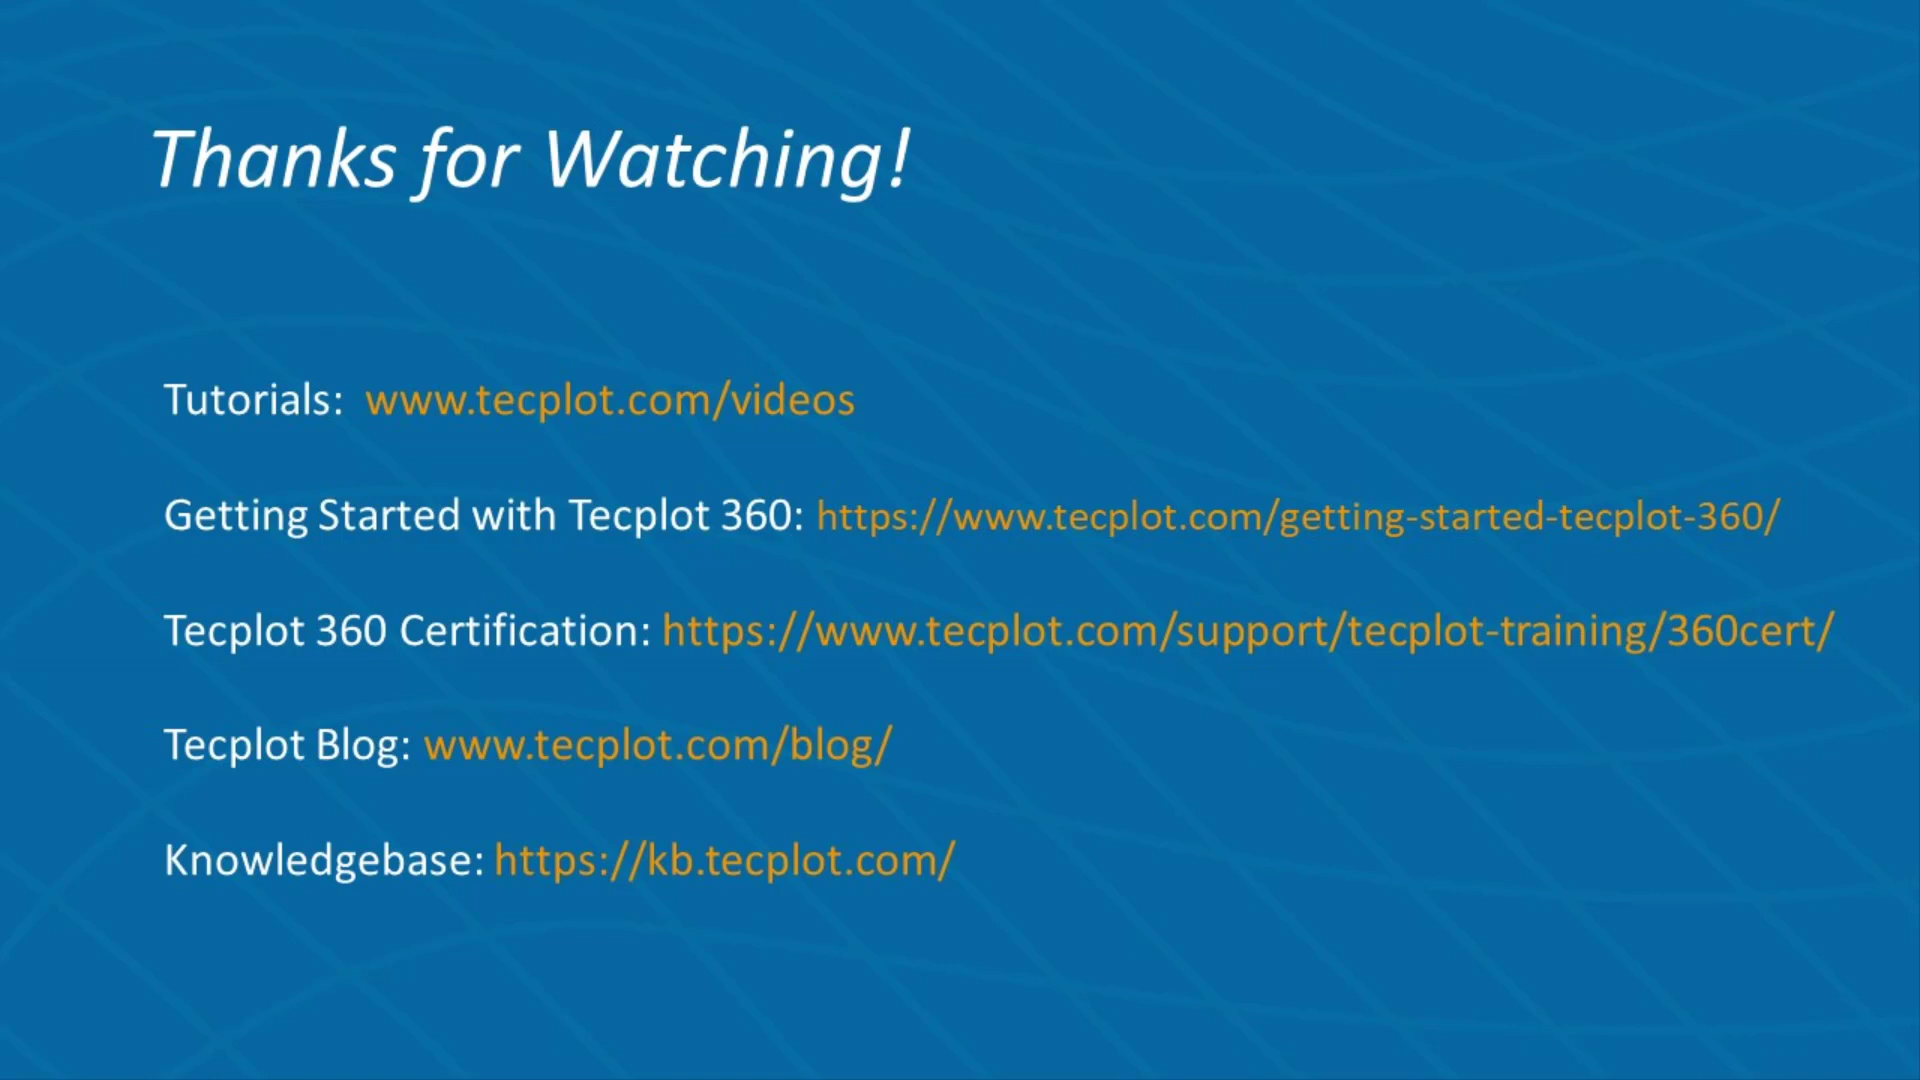 Thanks for Watching!
Tutorials: www.tecplot.com/videos
Getting Started with Tecplot 360: https://www.tecplot.com/getting-started-tecplot-360/
Tecplot 360 Certification: https://www.tecplot.com/support/tecplot-training/360cert/
Tecplot Blog: www.tecplot.com/blog/
Knowledgebase: https://kb.tecplot.com/